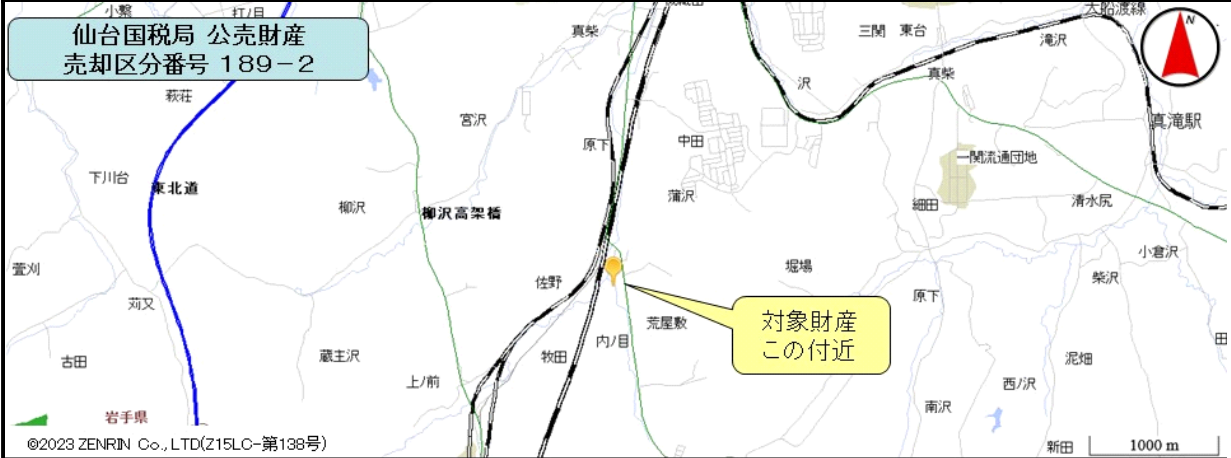 小繋
打ノ目
大船渡線
N
仙台国税局 公売財産
売却区分番号 189-2
真柴
三関 東台
滝沢
真柴
沢
萩荘
宮沢
真滝駅
原下
中田
一関流通団地
下川台
東北道
柳沢
柳沢高架橋
蒲沢
細田
清水尻
小倉沢
萱刈
佐野
堀場
柴沢
苅又
原下
対象財産
この付近
荒屋敷
内ノ目
古田
蔵主沢
牧田
泥畑
田
上ノ前
西ノ沢
岩手県
南沢
©2023 ZENRIN Co., LTD(Z15LC-第138号)
新田
1000 m